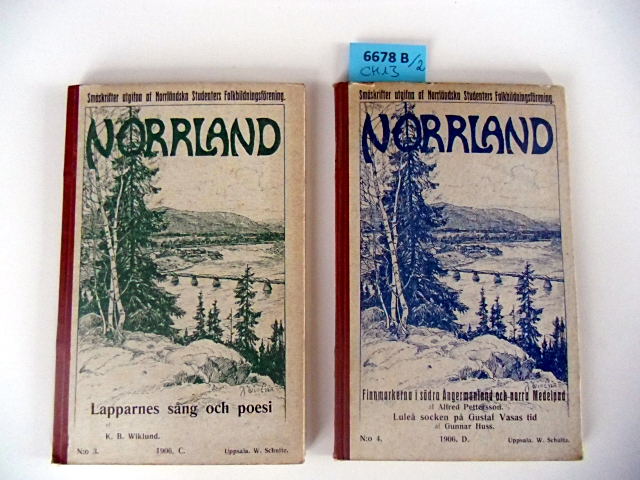 6678 B/2
CH13
Småskrifter utgifna af Norrländska Studenters Folkbildningsförening.
NORRLAND
Lapparnes sång och poesi
af
K. B. Wiklund.
N:o 3. 1906. C. Uppsala. W. Schultz.
Småskrifter utgifna af Norrländska Studenters Folkbildningsförening.
NORRLAND
Finnmarkerna i södra Ångermanland och norra Medelpad
af Alfred Pettersson.
Luleå socken på Gustaf Vasas tid
af Gunnar Huss.
N:o 4. 1906. D. Uppsala. W. Schultz.